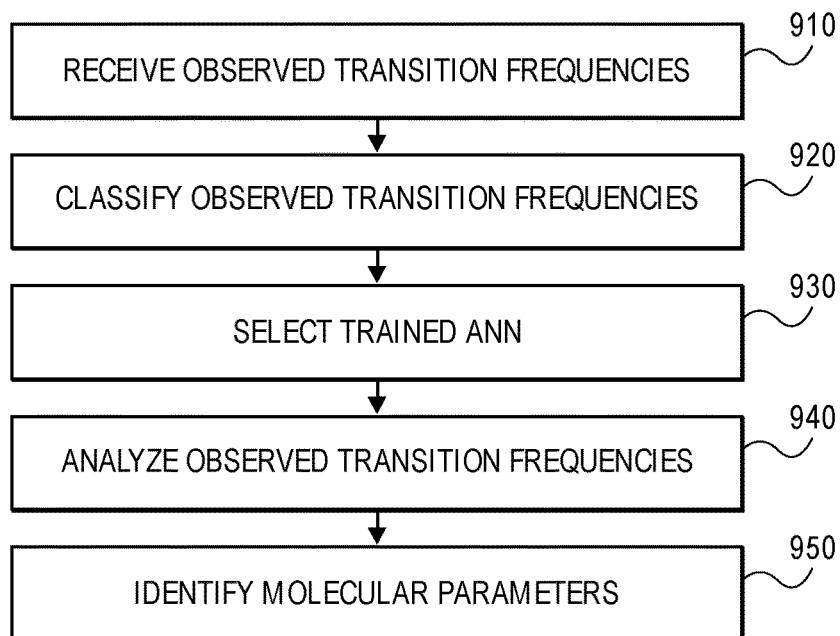 910
RECEIVE OBSERVED TRANSITION FREQUENCIES
920
CLASSIFY OBSERVED TRANSITION FREQUENCIES
930
SELECT TRAINED ANN
940
ANALYZE OBSERVED TRANSITION FREQUENCIES
950
IDENTIFY MOLECULAR PARAMETERS